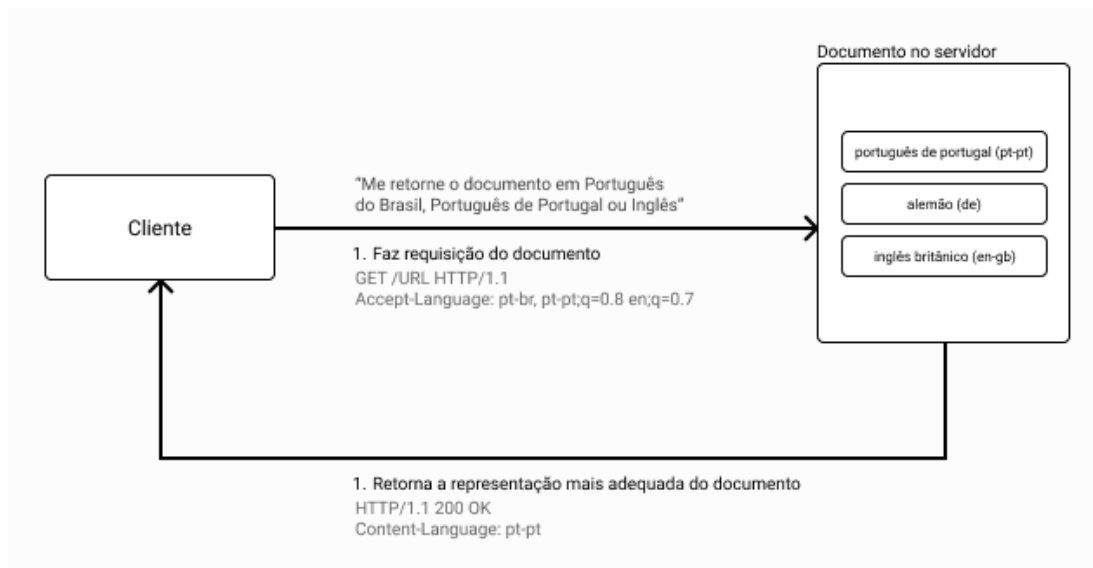 Documento no servidor
português de portugal (pt-pt)
alemão (de)
inglês britânico (en-gb)
Cliente
“Me retorne o documento em Português
do Brasil, Português de Portugal ou Inglês”
1. Faz requisição do documento
GET /URL HTTP/1.1
Accept-Language: pt-br, pt-pt;q=0.8 en;q=0.7
1. Retorna a representação mais adequada do documento
HTTP/1.1 200 OK
Content-Language: pt-pt